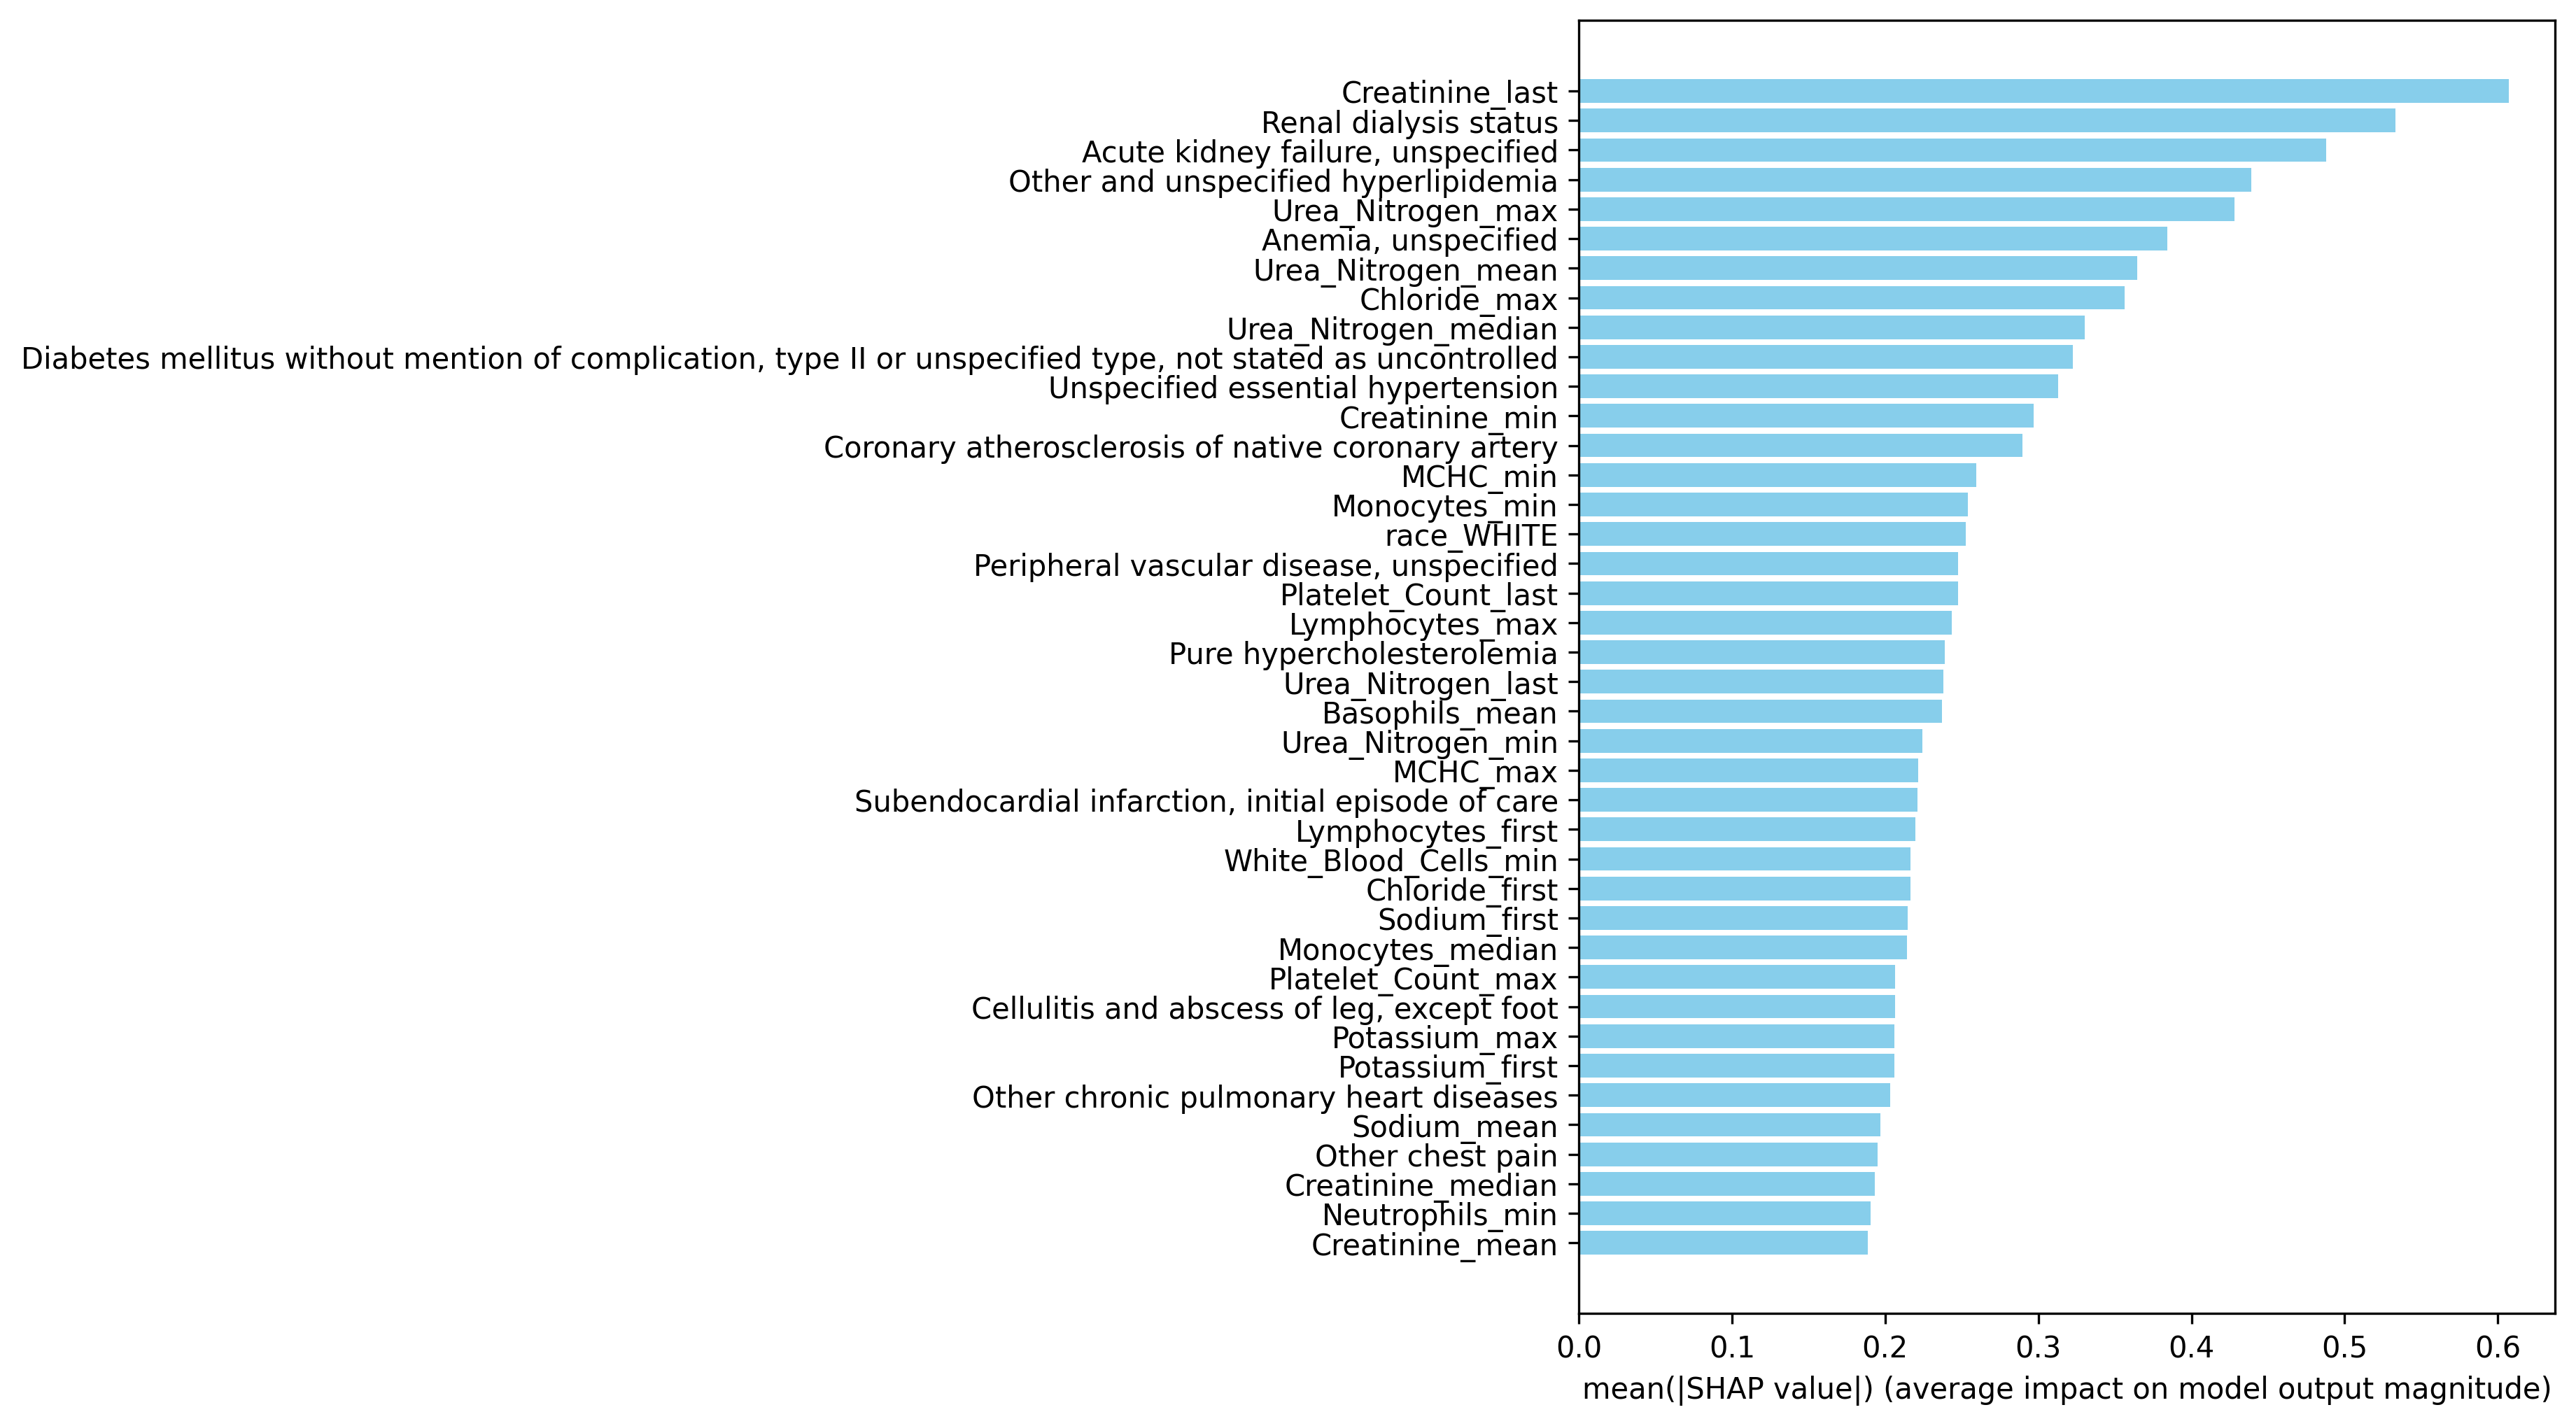 Creatinine_last
Renal dialysis status
Acute kidney failure, unspecified
Other and unspecified hyperlipidemia
Urea_Nitrogen_max
Anemia, unspecified
Urea_Nitrogen_mean
Chloride_max
Urea_Nitrogen_median
Diabetes mellitus without mention of complication, type II or unspecified type, not stated as uncontrolled
Unspecified essential hypertension
Creatinine_min
Coronary atherosclerosis of native coronary artery
MCHC_min
Monocytes_min
race_WHITE
Peripheral vascular disease, unspecified
Platelet_Count_last
Lymphocytes_max
Pure hypercholesterolemia
Urea_Nitrogen_last
Basophils_mean
Urea_Nitrogen_min
MCHC_max
Subendocardial infarction, initial episode of care
Lymphocytes_first
White_Blood_Cells_min
Chloride_first
Sodium_first
Monocytes_median
Platelet_Count_max
Cellulitis and abscess of leg, except foot
Potassium_max
Potassium_first
Other chronic pulmonary heart diseases
Sodium_mean
Other chest pain
Creatinine_median
Neutrophils_min
Creatinine_mean
0.0 0.1 0.2 0.3 0.4 0.5 0.6
mean(|SHAP value|) (average impact on model output magnitude)